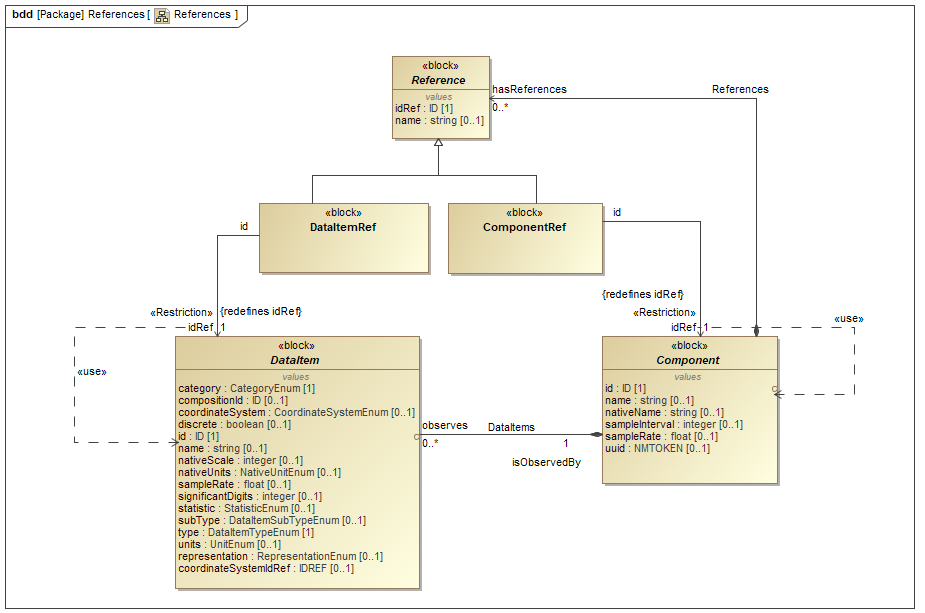 bdd [Package] References [ References ]
«block»
Reference
values
idRef : ID [1]
name : string [0..1]
hasReferences
0..*
References
«block»
DataItemRef
«block»
ComponentRef
id
id
«Restriction» {redefines idRef}
idRef 1
{redefines idRef}
«Restriction»
idRef 1
«use»
«use»
«block»
DataItem
values
category : CategoryEnum [1]
compositionId : ID [0..1]
coordinateSystem : CoordinateSystemEnum [0..1]
discrete : boolean [0..1]
id : ID [1]
name : string [0..1]
nativeScale : integer [0..1]
nativeUnits : NativeUnitEnum [0..1]
sampleRate : float [0..1]
significantDigits : integer [0..1]
statistic : StatisticEnum [0..1]
subType : DataItemSubTypeEnum [0..1]
type : DataItemTypeEnum [1]
units : UnitEnum [0..1]
representation : RepresentationEnum [0..1]
coordinateSystemIdRef : IDREF [0..1]
observes
0..*
DataItems
1
isObservedBy
«block»
Component
values
id : ID [1]
name : string [0..1]
nativeName : string [0..1]
sampleInterval : integer [0..1]
sampleRate : float [0..1]
uuid : NMTOKEN [0..1]